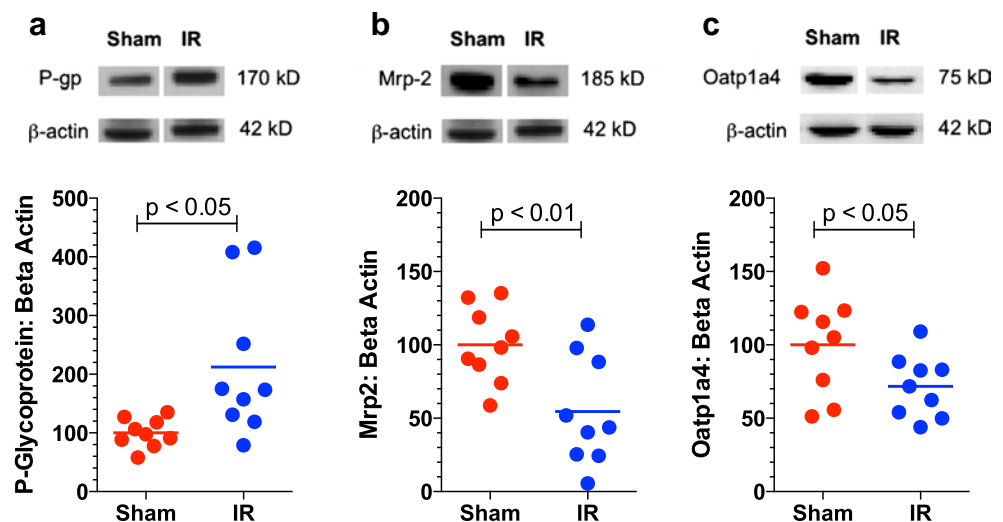 a
Sham IR
P-gp 170 kD
β-actin 42 kD
P-Glycoprotein: Beta Actin
500
400
300
200
100
0
p < 0.05
Sham IR
b
Sham IR
Mrp-2 185 kD
β-actin 42 kD
Mrp2: Beta Actin
200
150
100
50
0
p < 0.01
Sham IR
c
Sham IR
Oatp1a4 75 kD
β-actin 42 kD
Oatp1a4: Beta Actin
200
150
100
50
0
p < 0.05
Sham IR